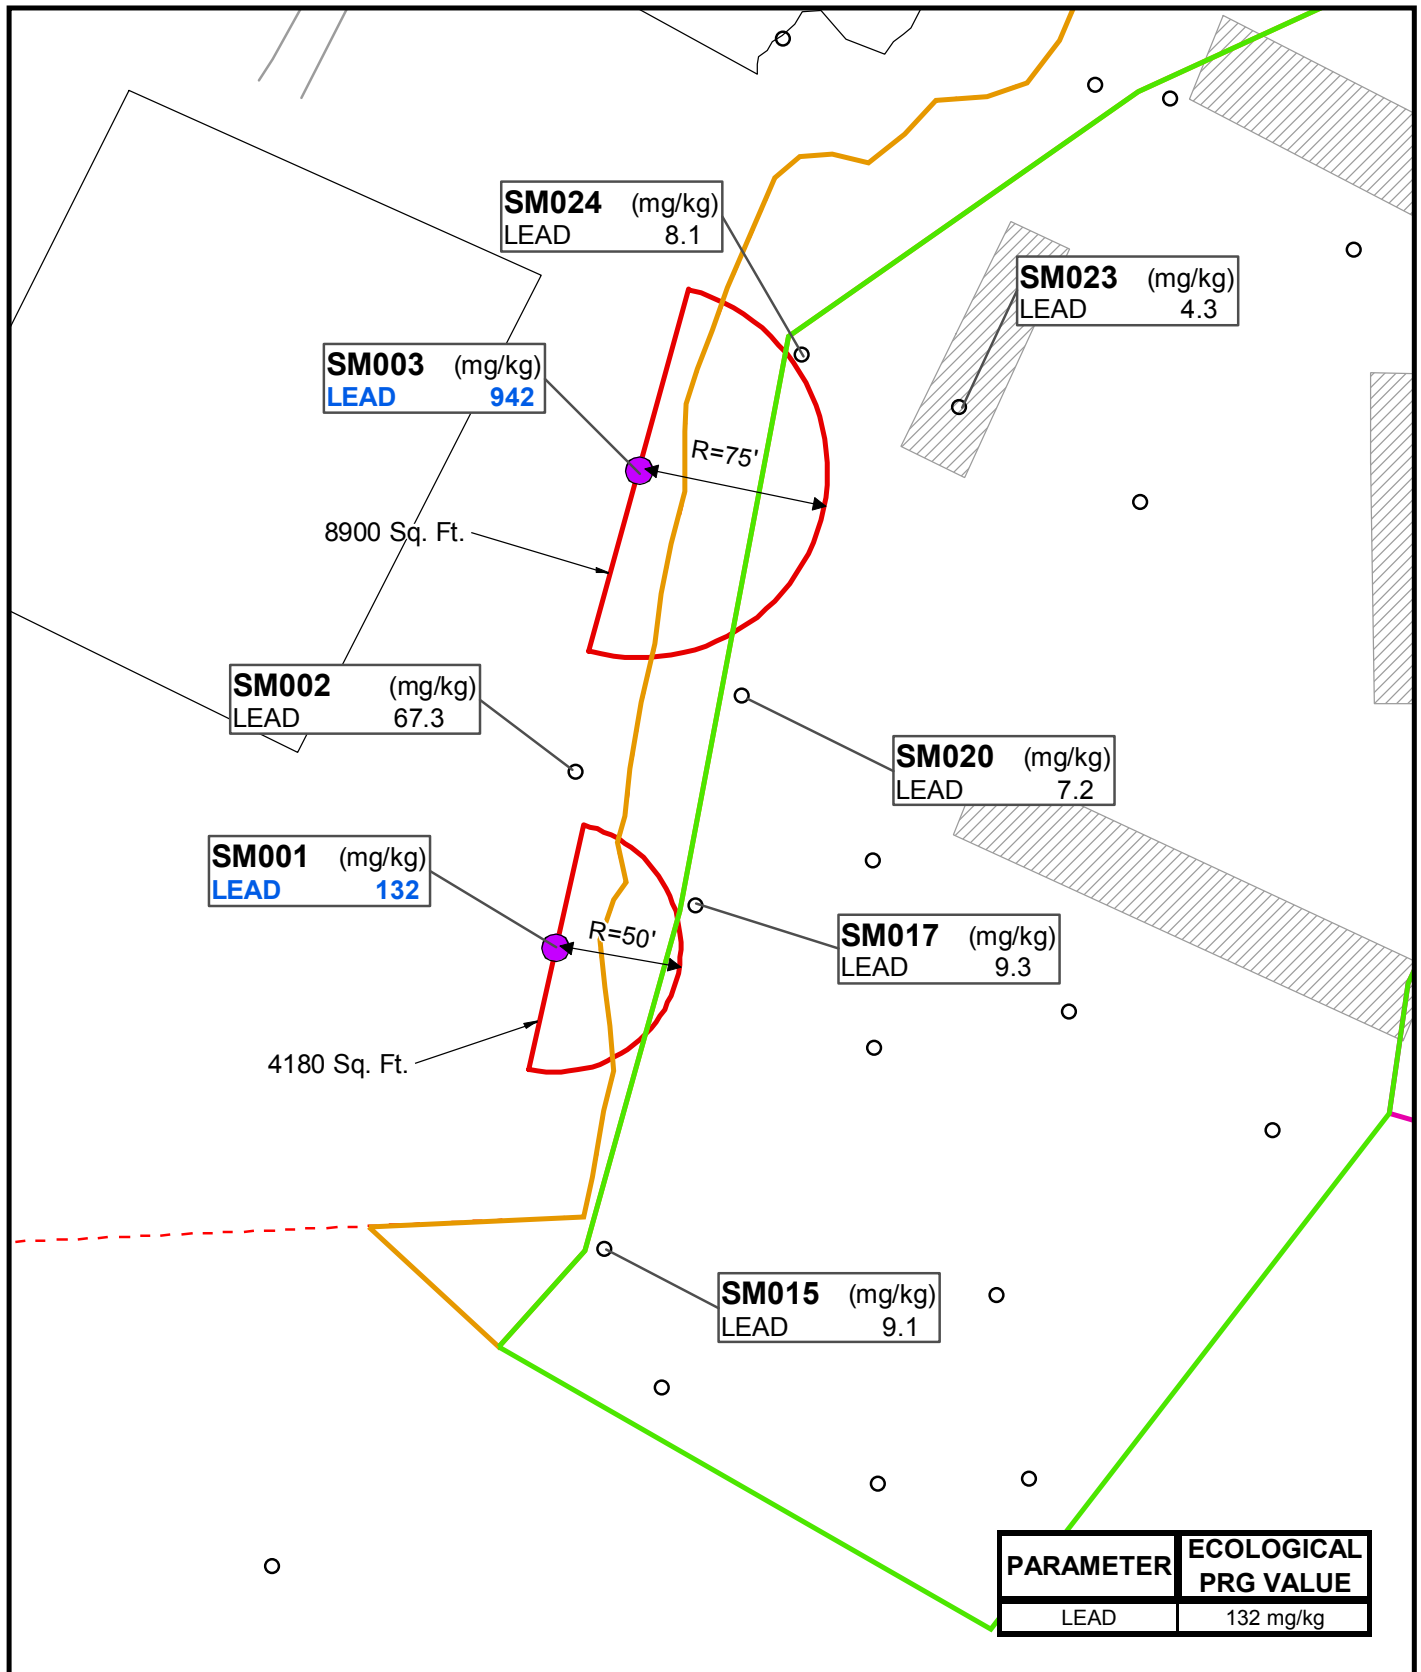 SM024 (mg/kg)
LEAD 8.1
SM023 (mg/kg)
LEAD 4.3
SM003 (mg/kg)
LEAD 942
R=75'
8900 Sq. Ft.
SM002 (mg/kg)
LEAD 67.3
SM020 (mg/kg)
LEAD 7.2
SM001 (mg/kg)
LEAD 132
R=50'
SM017 (mg/kg)
LEAD 9.3
4180 Sq. Ft.
SM015 (mg/kg)
LEAD 9.1
PARAMETER ECOLOGICAL
PRG VALUE
LEAD 132 mg/kg